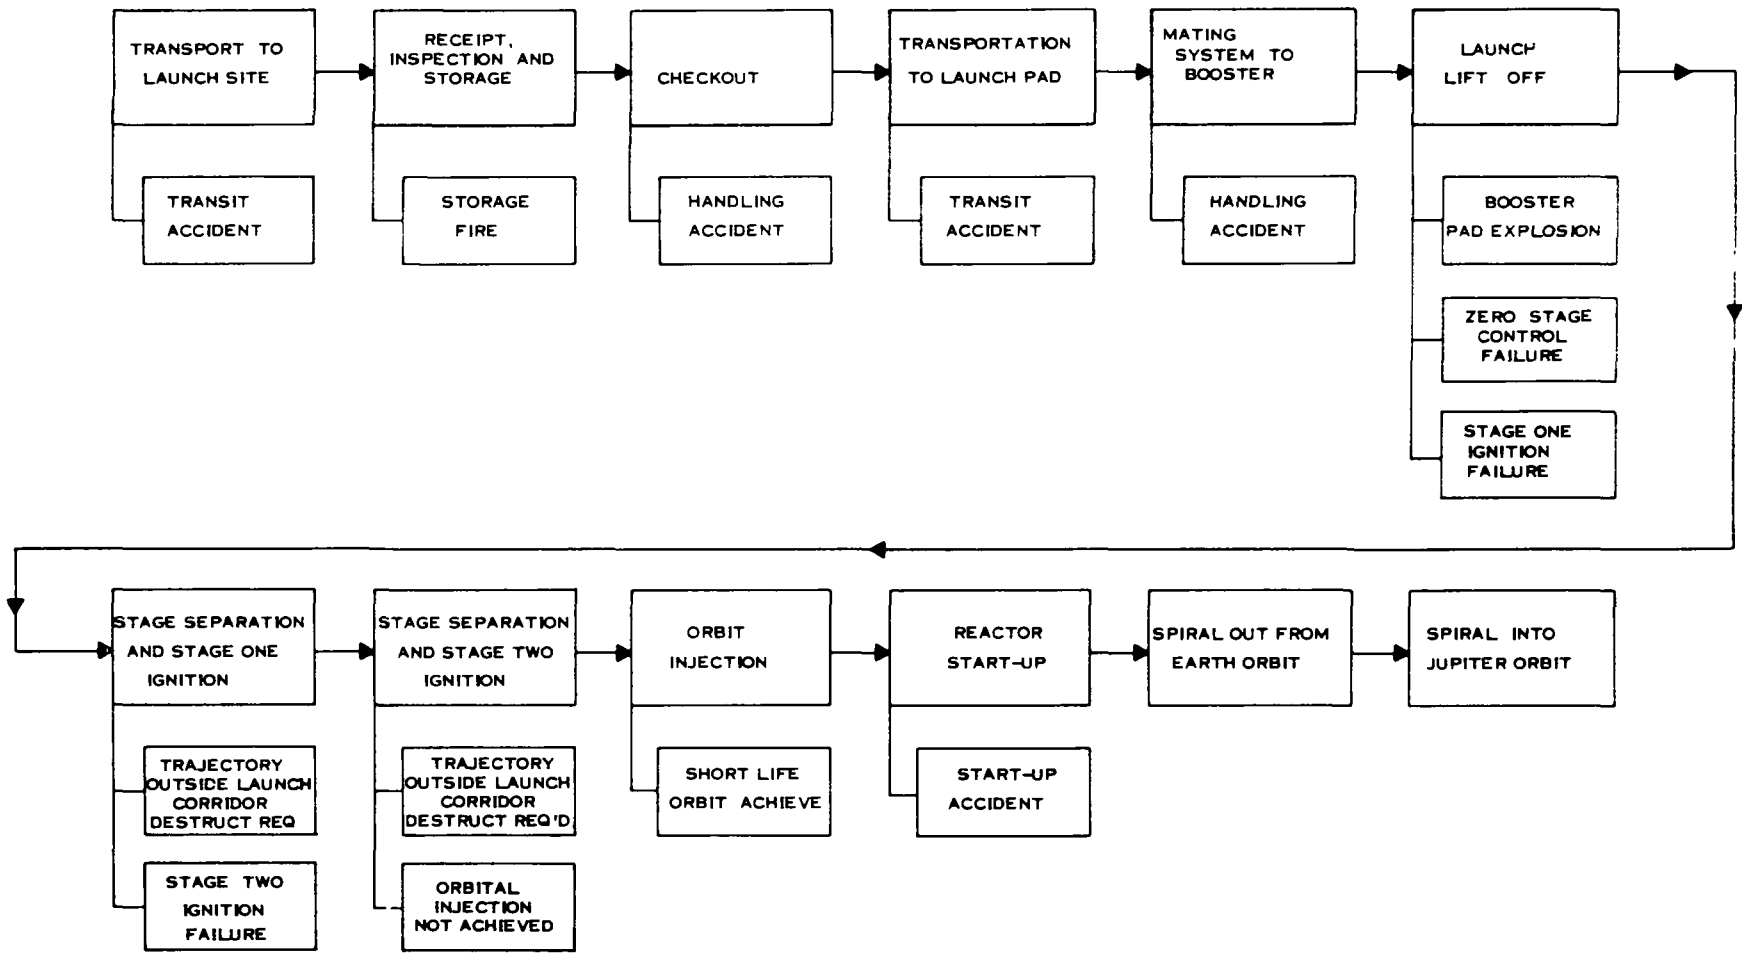 TRANSPORT TO
LAUNCH SITE
RECEIPT,
INSPECTION AND
STORAGE
CHECKOUT
TRANSPORTATION
TO LAUNCH PAD
MATING
SYSTEM TO
BOOSTER
LAUNCH
LIFT OFF
TRANSIT
ACCIDENT
STORAGE
FIRE
HANDLING
ACCIDENT
TRANSIT
ACCIDENT
HANDLING
ACCIDENT
BOOSTER
PAD EXPLOSION
ZERO STAGE
CONTROL
FAILURE
STAGE ONE
IGNITION
FAILURE
STAGE SEPARATION
AND STAGE ONE
IGNITION
STAGE SEPARATION
AND STAGE TWO
IGNITION
ORBIT
INJECTION
REACTOR
START-UP
SPIRAL OUT FROM
EARTH ORBIT
SPIRAL INTO
JUPITER ORBIT
TRAJECTORY
OUTSIDE LAUNCH
CORRIDOR
DESTRUCT REQ
TRAJECTORY
OUTSIDE LAUNCH
CORRIDOR
DESTRUCT REQ'D
SHORT LIFE
ORBIT ACHIEVE
START-UP
ACCIDENT
STAGE TWO
IGNITION
FAILURE
ORBITAL
INJECTION
NOT ACHIEVED